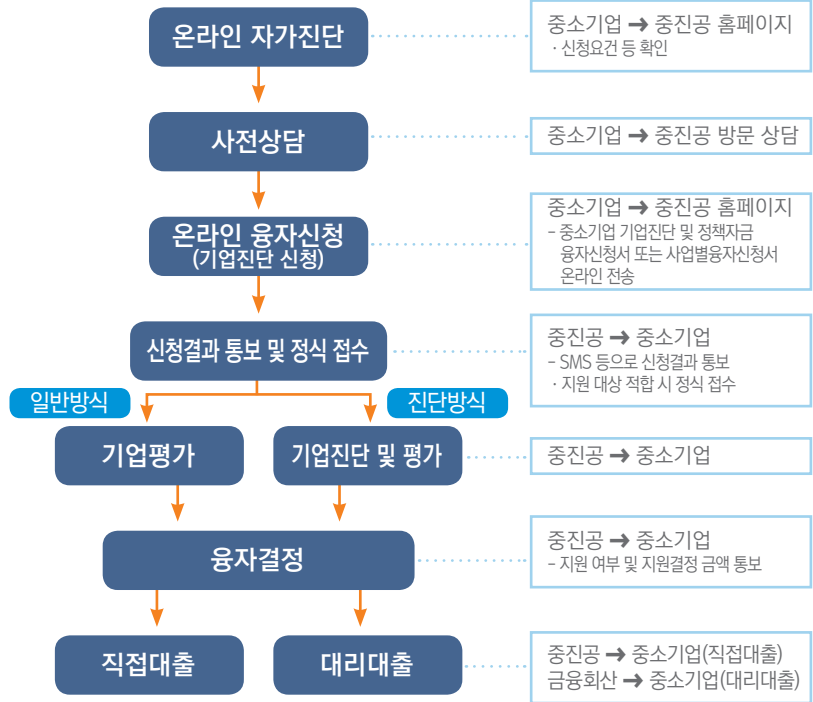 온라인 자가진단
중소기업 → 중진공 홈페이지
· 신청요건 등 확인
사전상담
중소기업 → 중진공 방문 상담
온라인 융자신청
(기업진단 신청)
중소기업 → 중진공 홈페이지
- 중소기업 기업진단 및 정책자금
융자신청서 또는 사업별융자신청서
온라인 전송
신청결과 통보 및 정식 접수
중진공 → 중소기업
- SMS 등으로 신청결과 통보
· 지원 대상 적합 시 정식 접수
일반방식
진단방식
기업평가
기업진단 및 평가
중진공 → 중소기업
융자결정
중진공 → 중소기업
- 지원 여부 및 지원결정 금액 통보
직접대출
대리대출
중진공 → 중소기업(직접대출)
금융회산 → 중소기업(대리대출)